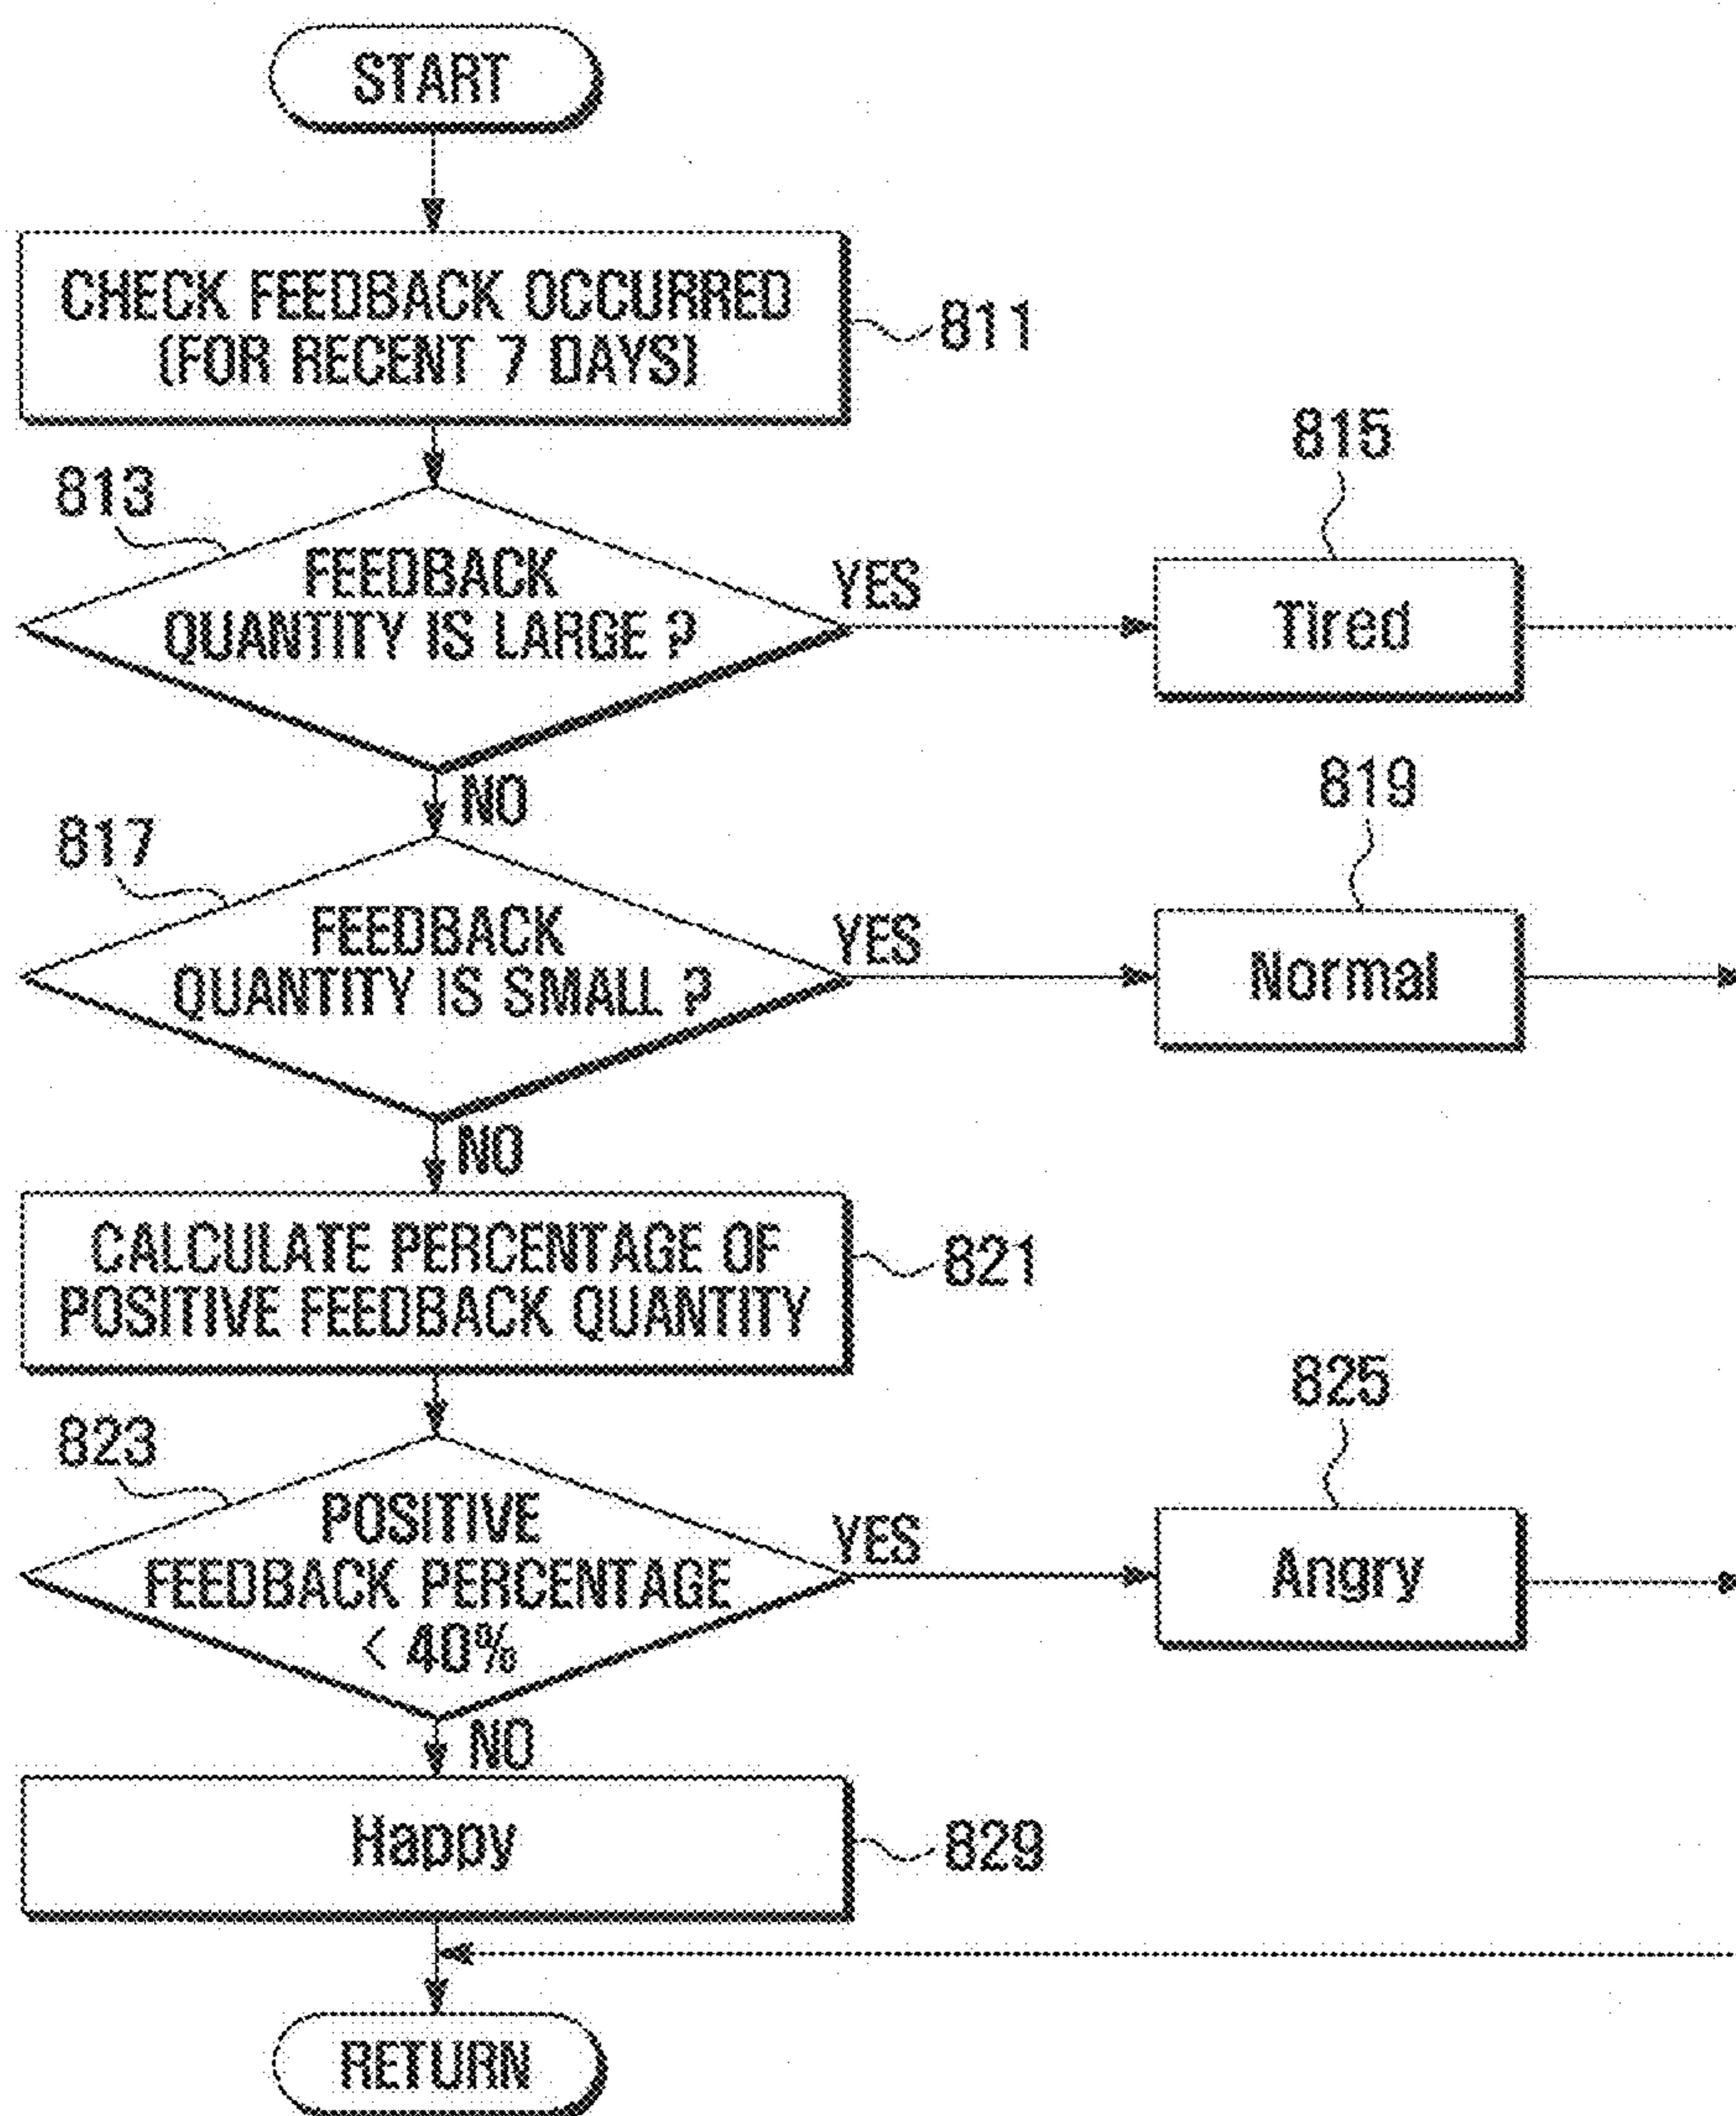 START
CHECK FEEDBACK OCCURRED
(FOR RECENT 7 DAYS)
811
813
FEEDBACK
QUANTITY IS LARGE ?
YES
815
Tired
NO
817
FEEDBACK
QUANTITY IS SMALL ?
YES
819
Normal
NO
CALCULATE PERCENTAGE OF
POSITIVE FEEDBACK QUANTITY
821
823
POSITIVE
FEEDBACK PERCENTAGE
< 40%
YES
825
Angry
NO
Happy
829
RETURN